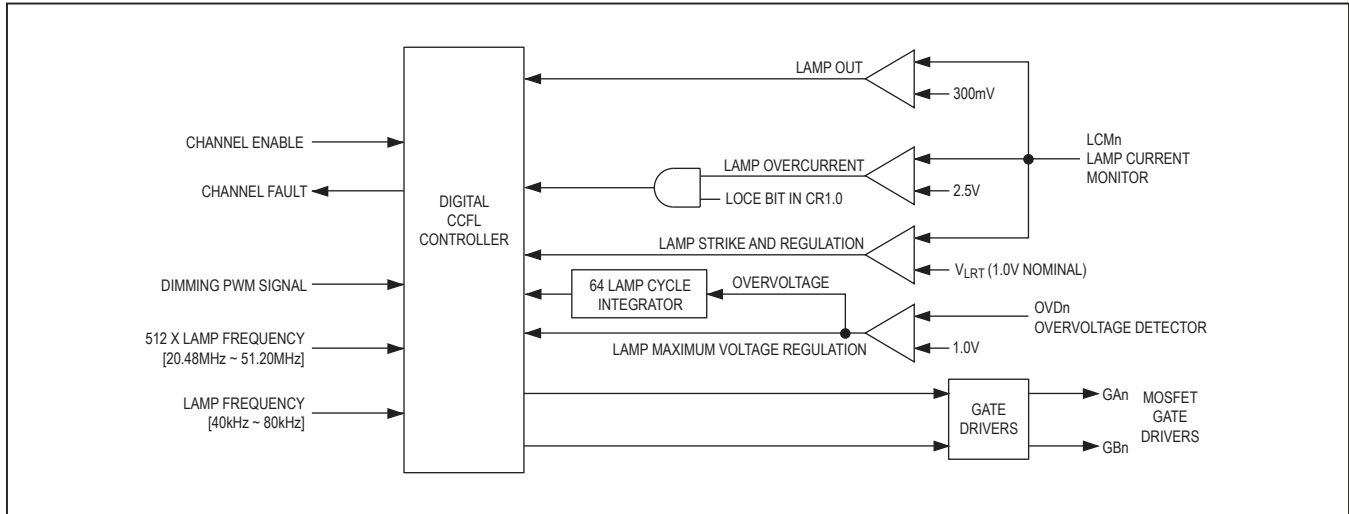 LAMP OUT
300mV
CHANNEL ENABLE
CHANNEL FAULT
DIGITAL
CCFL
CONTROLLER
LAMP OVERCURRENT
LOCE BIT IN CR1.0
2.5V
LCMn
LAMP CURRENT
MONITOR
LAMP STRIKE AND REGULATION
VLRT (1.0V NOMINAL)
DIMMING PWM SIGNAL
64 LAMP CYCLE
INTEGRATOR
OVERVOLTAGE
OVDn
OVERVOLTAGE DETECTOR
LAMP MAXIMUM VOLTAGE REGULATION
1.0V
512 X LAMP FREQUENCY
[20.48MHz ~ 51.20MHz]
LAMP FREQUENCY
[40kHz ~ 80kHz]
GATE
DRIVERS
GAn
GBn
MOSFET
GATE
DRIVERS